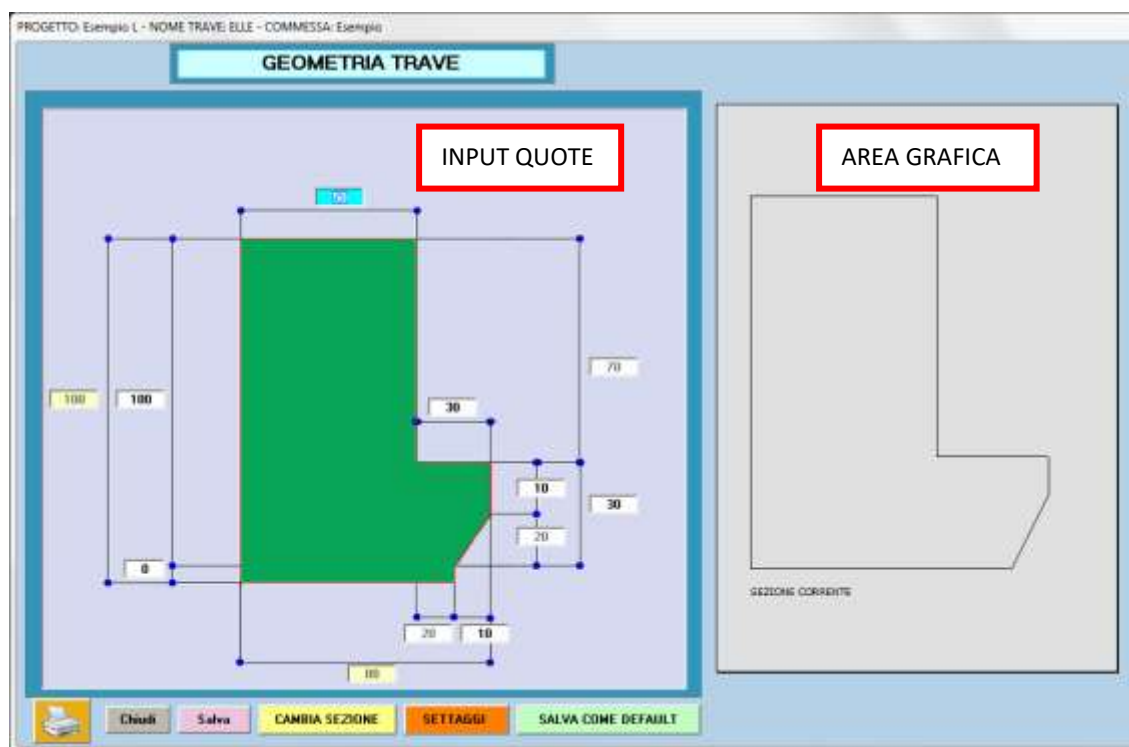 PROGETTO: Esempio L - NOME TRAVE: ELLE - COMMESSA: Esempio
GEOMETRIA TRAVE
INPUT QUOTE
AREA GRAFICA
50
70
100
100
30
10
30
20
0
SEZIONE CORRENTE
20
10
80
Chiudi
Salva
CAMBIA SEZIONE
SETTAGGI
SALVA COME DEFAULT